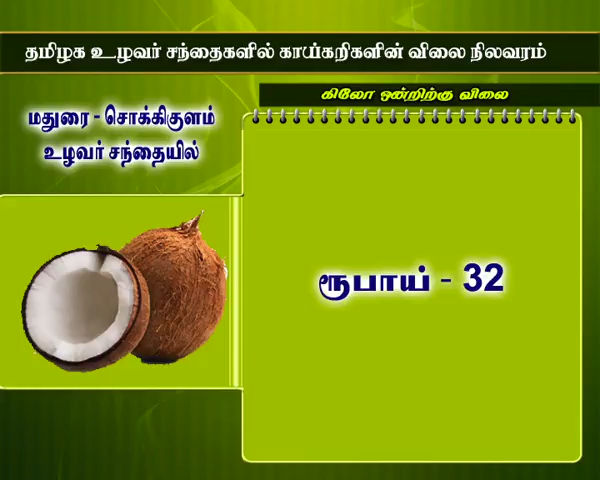 தமிழக உழவர் சந்தைகளில் காய்கறிகளின் விலை நிலவரம்
கிலோ ஒன்றிற்கு விலை
மதுரை - சொக்கிகுளம்
உழவர் சந்தையில்
ரூபாய் - 32